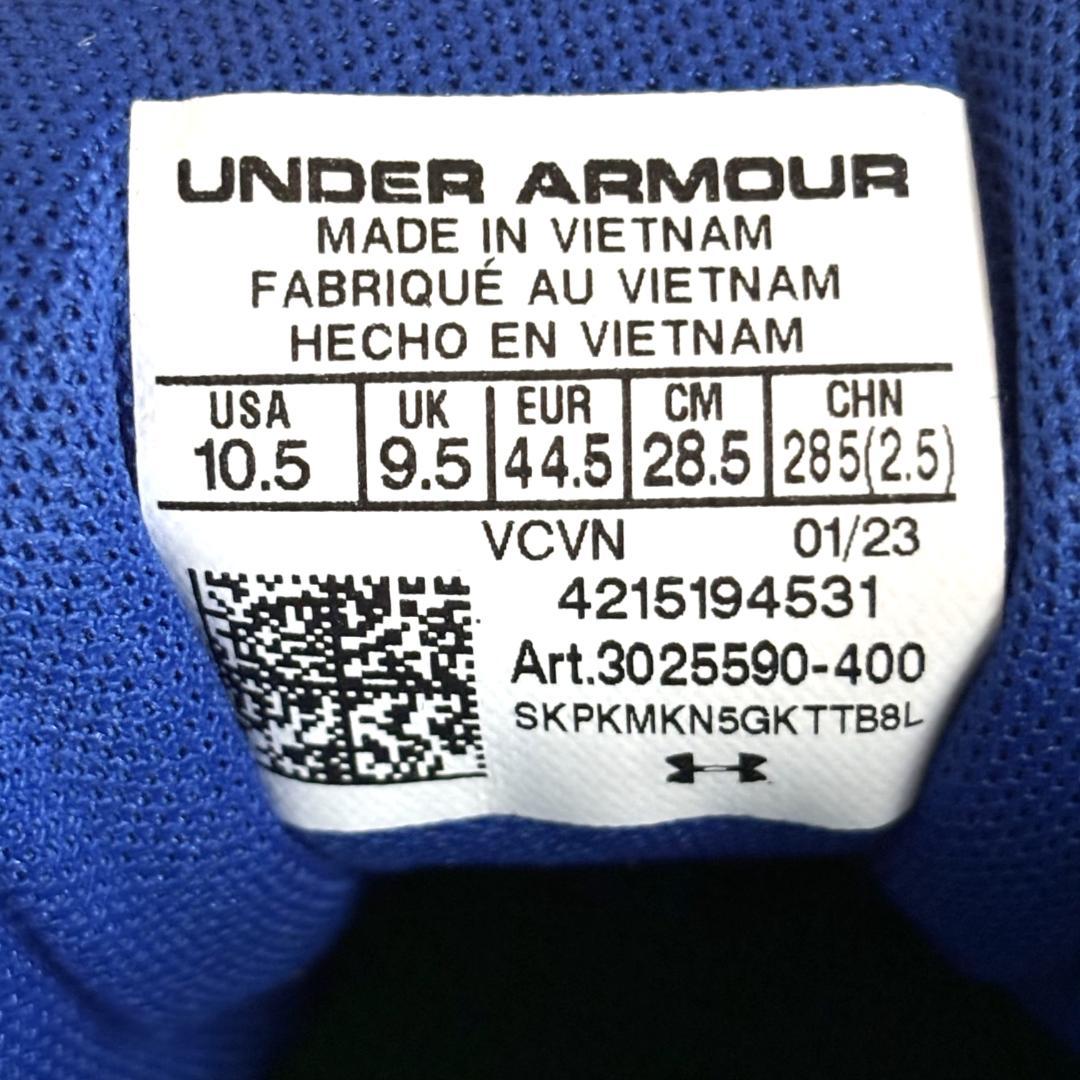 UNDER ARMOUR
MADE IN VIETNAM
FABRIQUÉ AU VIETNAM
HECHO EN VIETNAM
USA UK EUR CM CHN
10.5 9.5 44.5 28.5 285(2.5)
VCVN 01/23
4215194531
Art.3025590-400
SKPKMKN5GKTTB8L